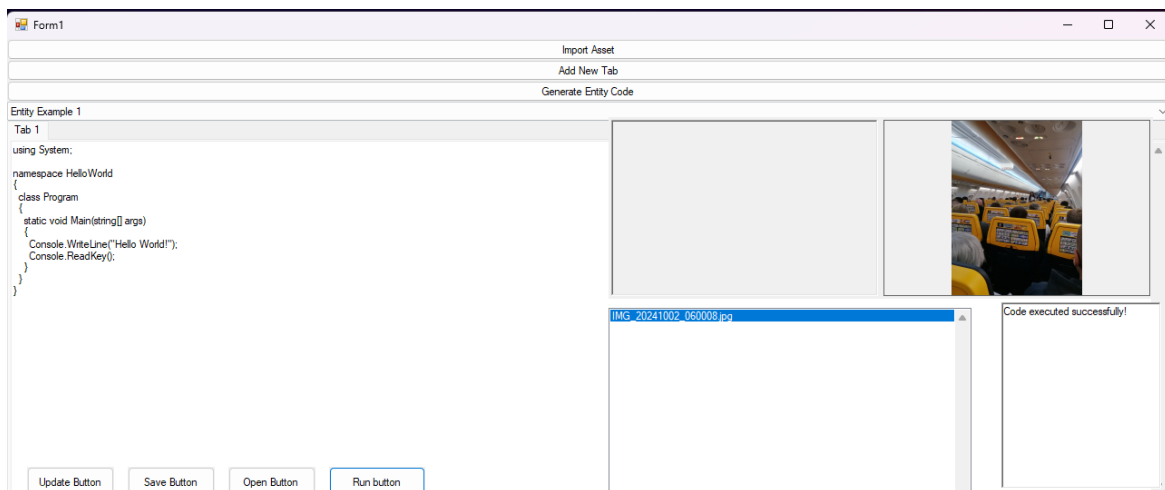 Form1
Import Asset
Add New Tab
Generate Entity Code
Entity Example 1
Tab 1
using System;
namespace HelloWorld
{
class Program
{
static void Main(string[] args)
{
Console.WriteLine("Hello World!");
Console.ReadKey();
}
}
}
IMG_20241002_060008.jpg
Code executed successfully!
Update Button
Save Button
Open Button
Run button